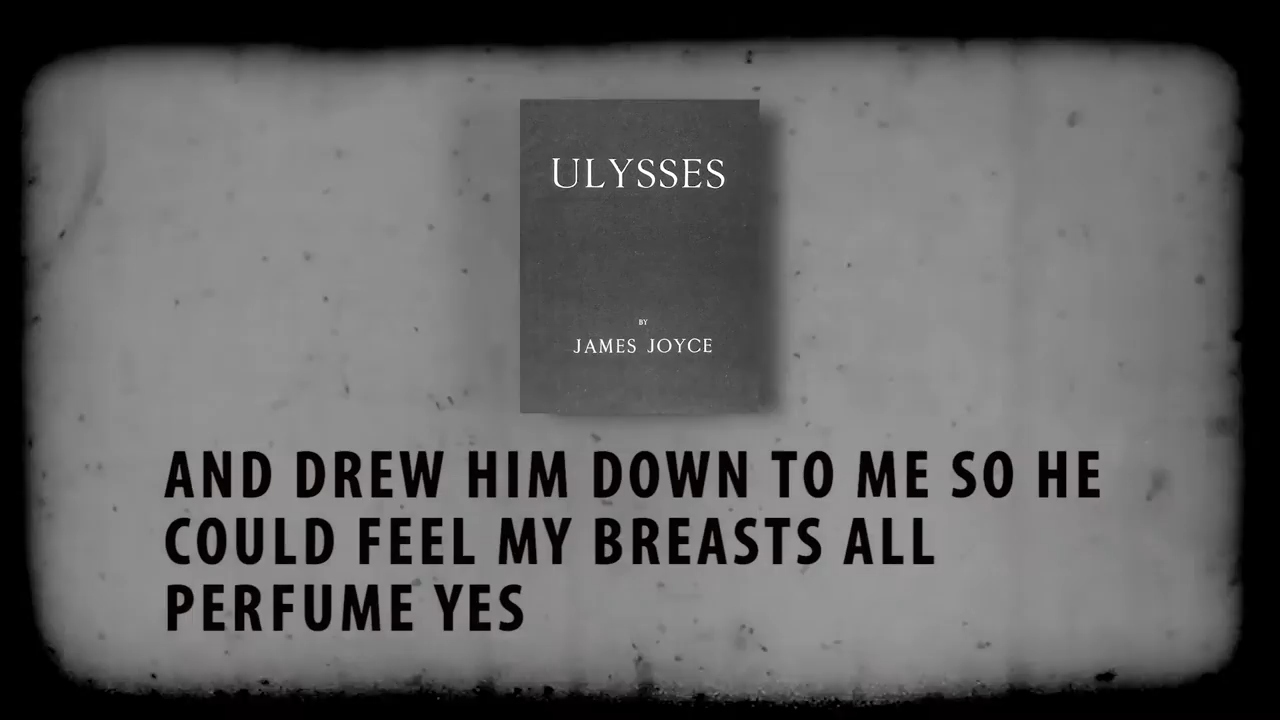 ULYSSES
BY
JAMES JOYCE
AND DREW HIM DOWN TO ME SO HE
COULD FEEL MY BREASTS ALL
PERFUME YES